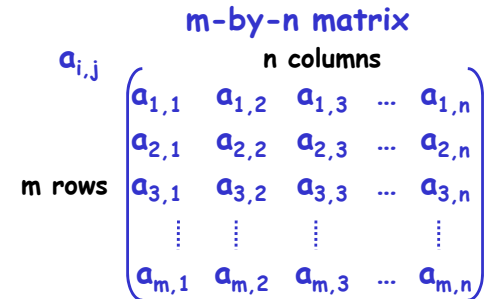 m-by-n matrix
a_{i,j} n columns
a_{1,1} a_{1,2} a_{1,3} ... a_{1,n}
a_{2,1} a_{2,2} a_{2,3} ... a_{2,n}
m rows a_{3,1} a_{3,2} a_{3,3} ... a_{3,n}
a_{m,1} a_{m,2} a_{m,3} ... a_{m,n}